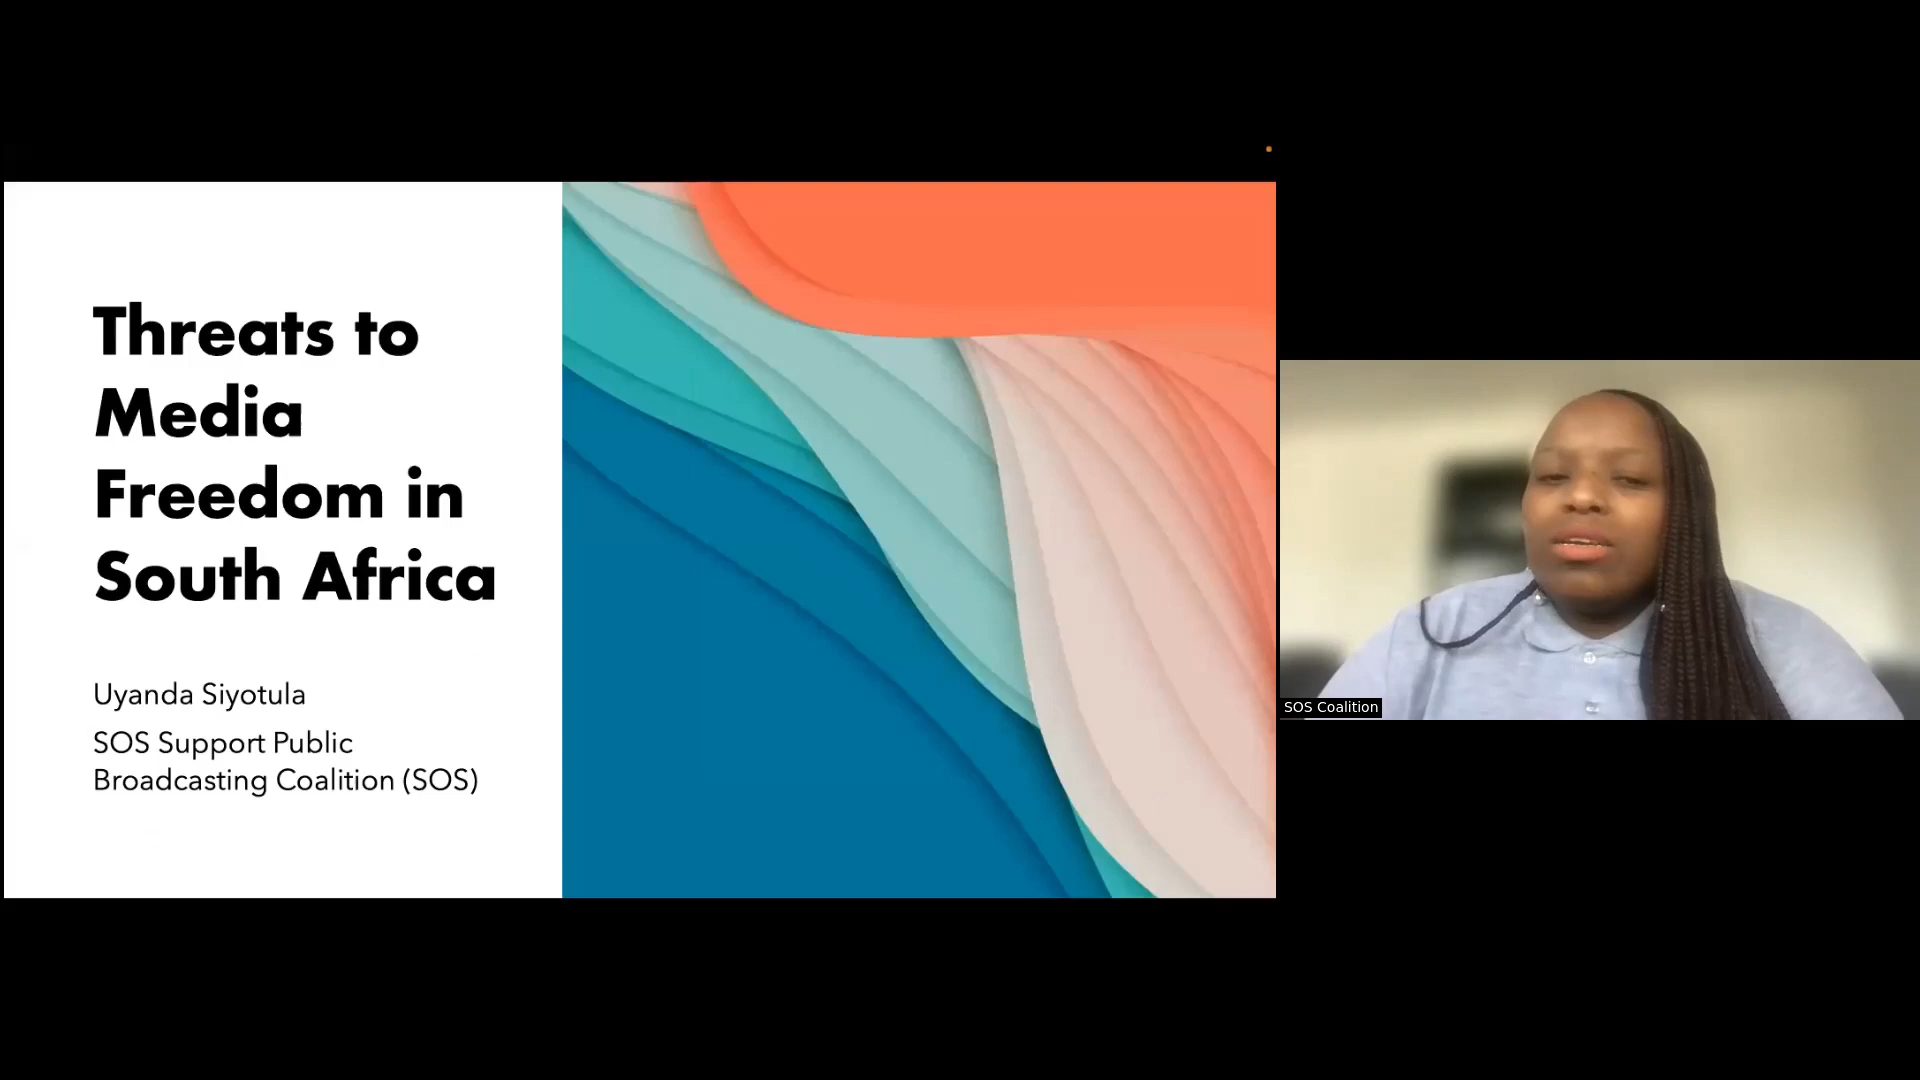 Threats to
Media
Freedom in
South Africa
Uyanda Siyotula
SOS Support Public
Broadcasting Coalition (SOS)
SOS Coalition